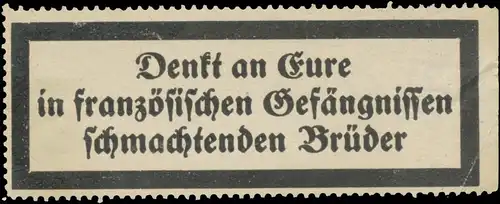 Denkt an Eure
in französischen Gefängnissen
schmachtenden Brüder